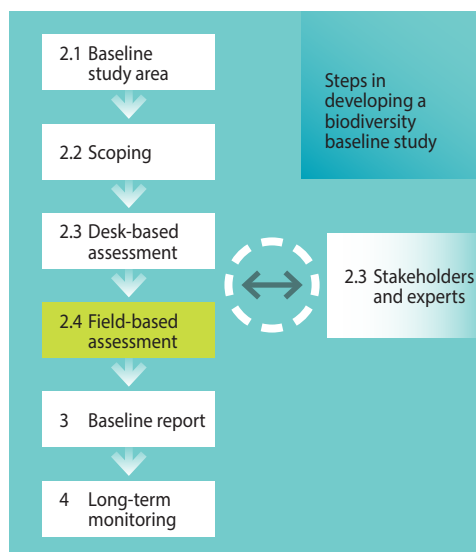 2.1 Baseline
study area
Steps in
developing a
biodiversity
baseline study
2.2 Scoping
2.3 Desk-based
assessment
2.3 Stakeholders
and experts
2.4 Field-based
assessment
3 Baseline report
4 Long-term
monitoring